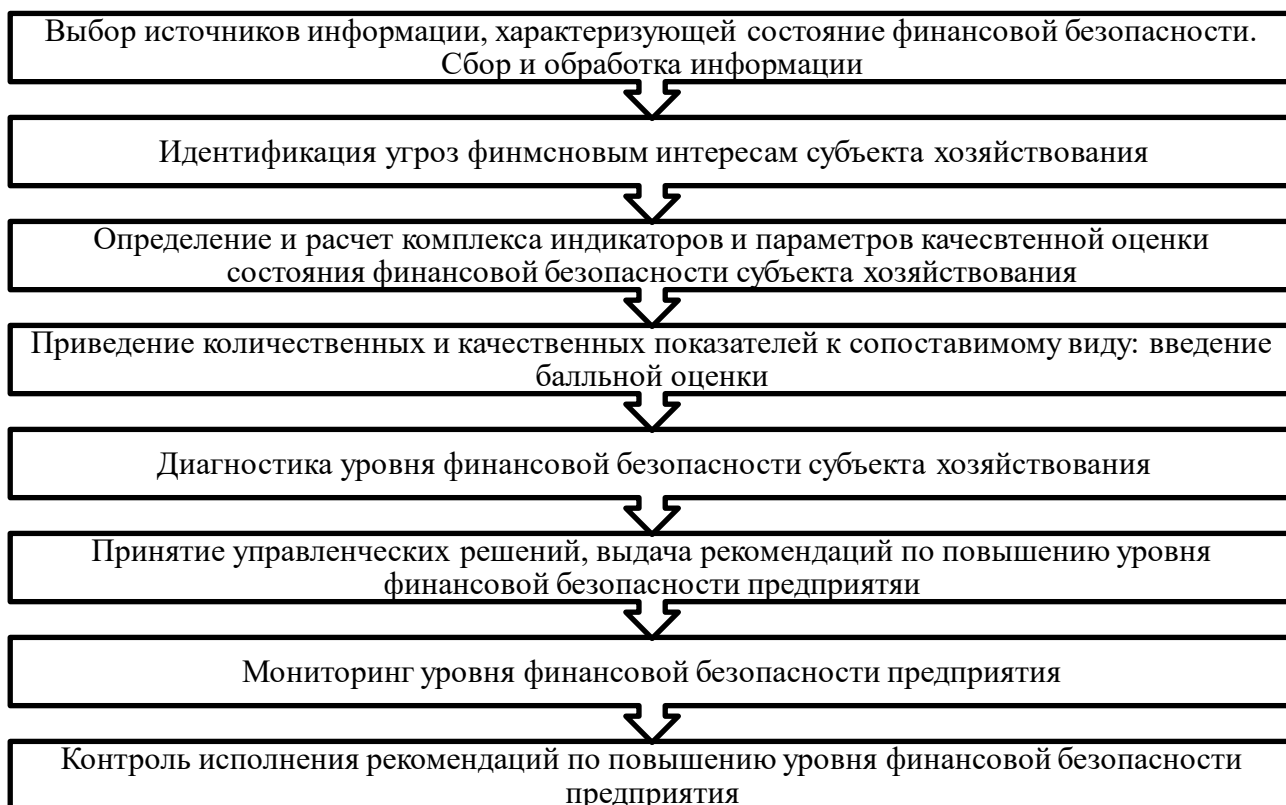 Выбор источников информации, характеризующей состояние финансовой безопасности.
Сбор и обработка информации
Идентификация угроз финмсновым интересам субъекта хозяйствования
Определение и расчет комплекса индикаторов и параметров качесвтенной оценки
состояния финансовой безопасности субъекта хозяйствования
Приведение количественных и качественных показателей к сопоставимому виду: введение
балльной оценки
Диагностика уровня финансовой безопасности субъекта хозяйствования
Принятие управленческих решений, выдача рекомендаций по повышению уровня
финансовой безопасности предприятяи
Мониторинг уровня финансовой безопасности предприятия
Контроль исполнения рекомендаций по повышению уровня финансовой безопасности
предприятия